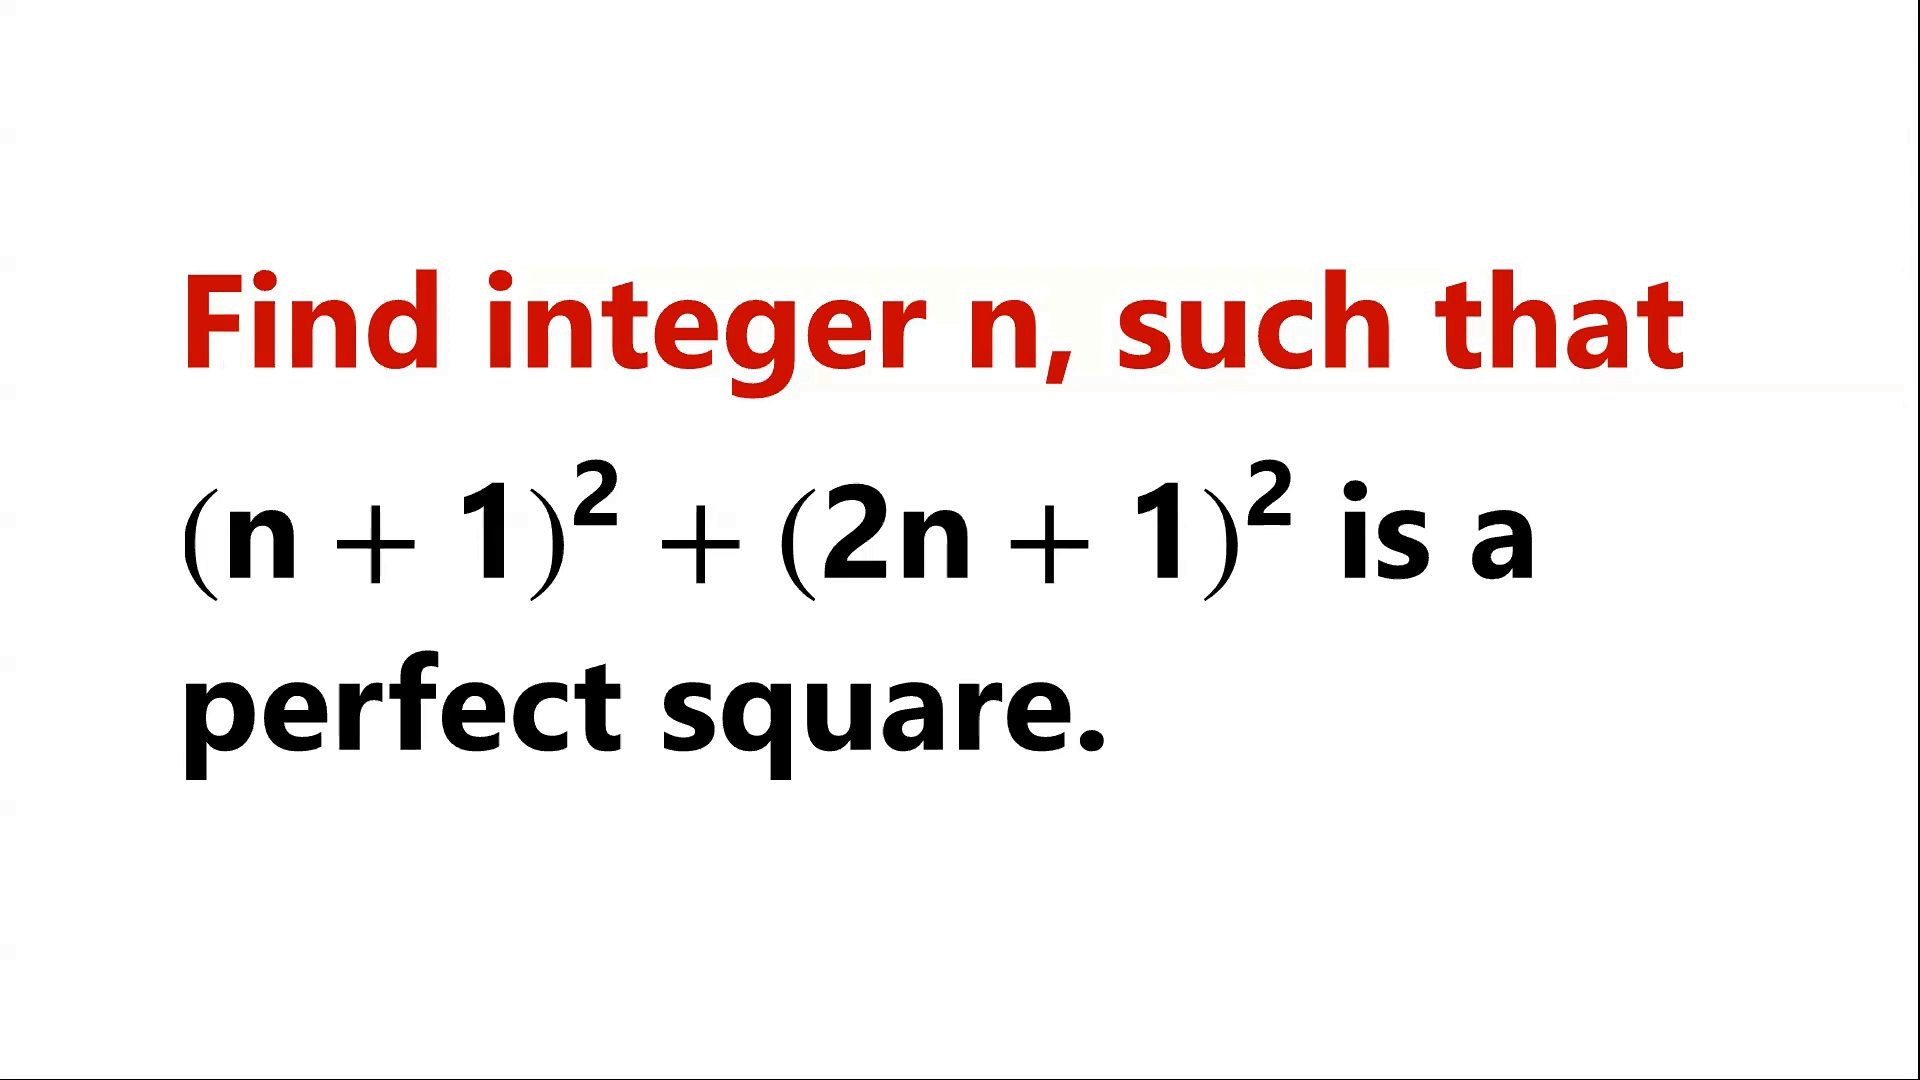 Find integer n, such that
(n + 1)² + (2n + 1)² is a
perfect square.